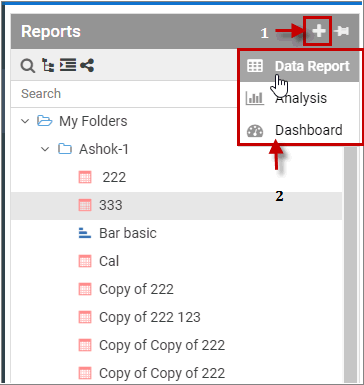 Reports
1
Data Report
Search
Analysis
My Folders
Dashboard
Ashok-1
222
2
333
Bar basic
Cal
Copy of 222
Copy of 222 123
Copy of Copy of 222
Copy of Copy of 222